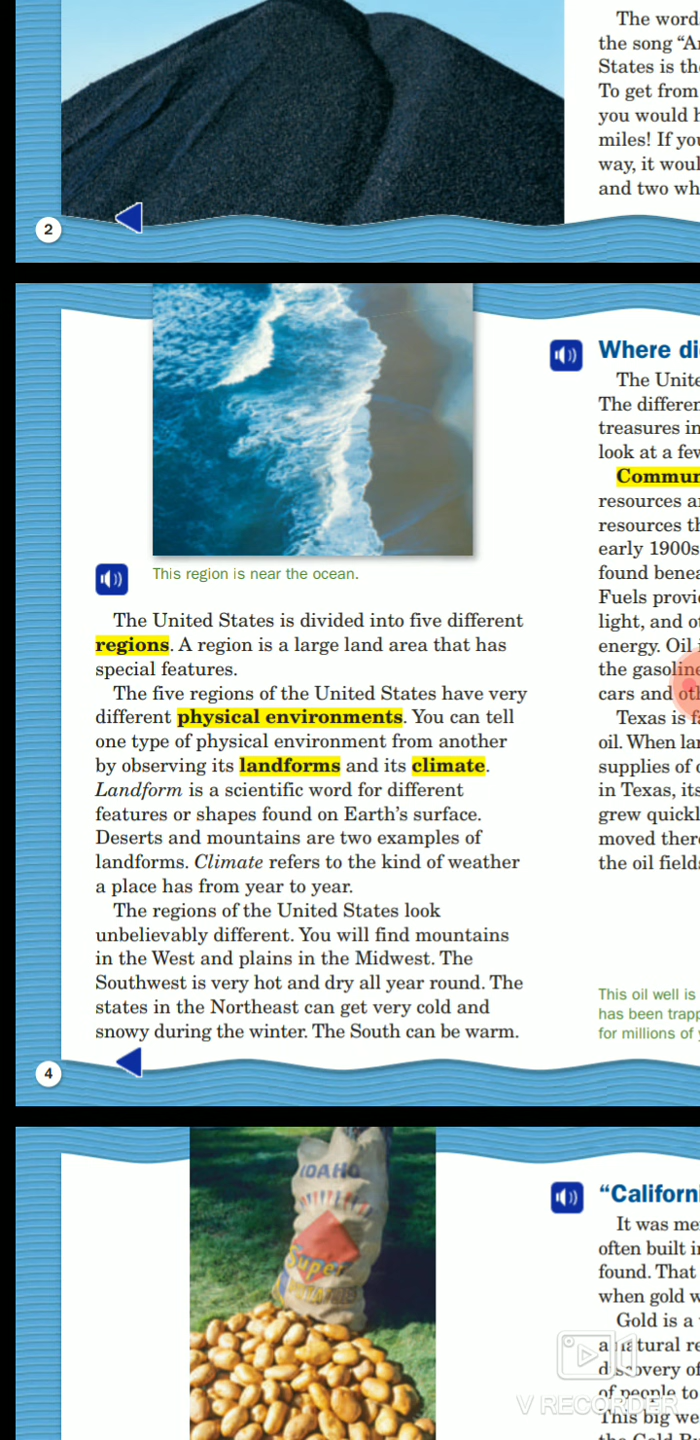 The word
the song “Ar
States is the
To get from
you would h
miles! If you
way, it woul
and two wh
2
This region is near the ocean.
The United States is divided into five different
regions. A region is a large land area that has
special features.
The five regions of the United States have very
different physical environments. You can tell
one type of physical environment from another
by observing its landforms and its climate.
Landform is a scientific word for different
features or shapes found on Earth’s surface.
Deserts and mountains are two examples of
landforms. Climate refers to the kind of weather
a place has from year to year.
The regions of the United States look
unbelievably different. You will find mountains
in the West and plains in the Midwest. The
Southwest is very hot and dry all year round. The
states in the Northeast can get very cold and
snowy during the winter. The South can be warm.
4
Where di
The Unite
The differen
treasures in
look at a few
Commun
resources a
resources th
early 1900s
found benea
Fuels provid
light, and ot
energy. Oil i
the gasoline
cars and oth
Texas is fa
oil. When lar
supplies of o
in Texas, its
grew quickl
moved there
the oil fields
This oil well is
has been trapp
for millions of y
IDAHO
Super
POTATOES
“Californi
It was me
often built i
found. That
when gold w
Gold is a
a natural re
discovery of
of people to
This big we
the Gold R
V RECORDER